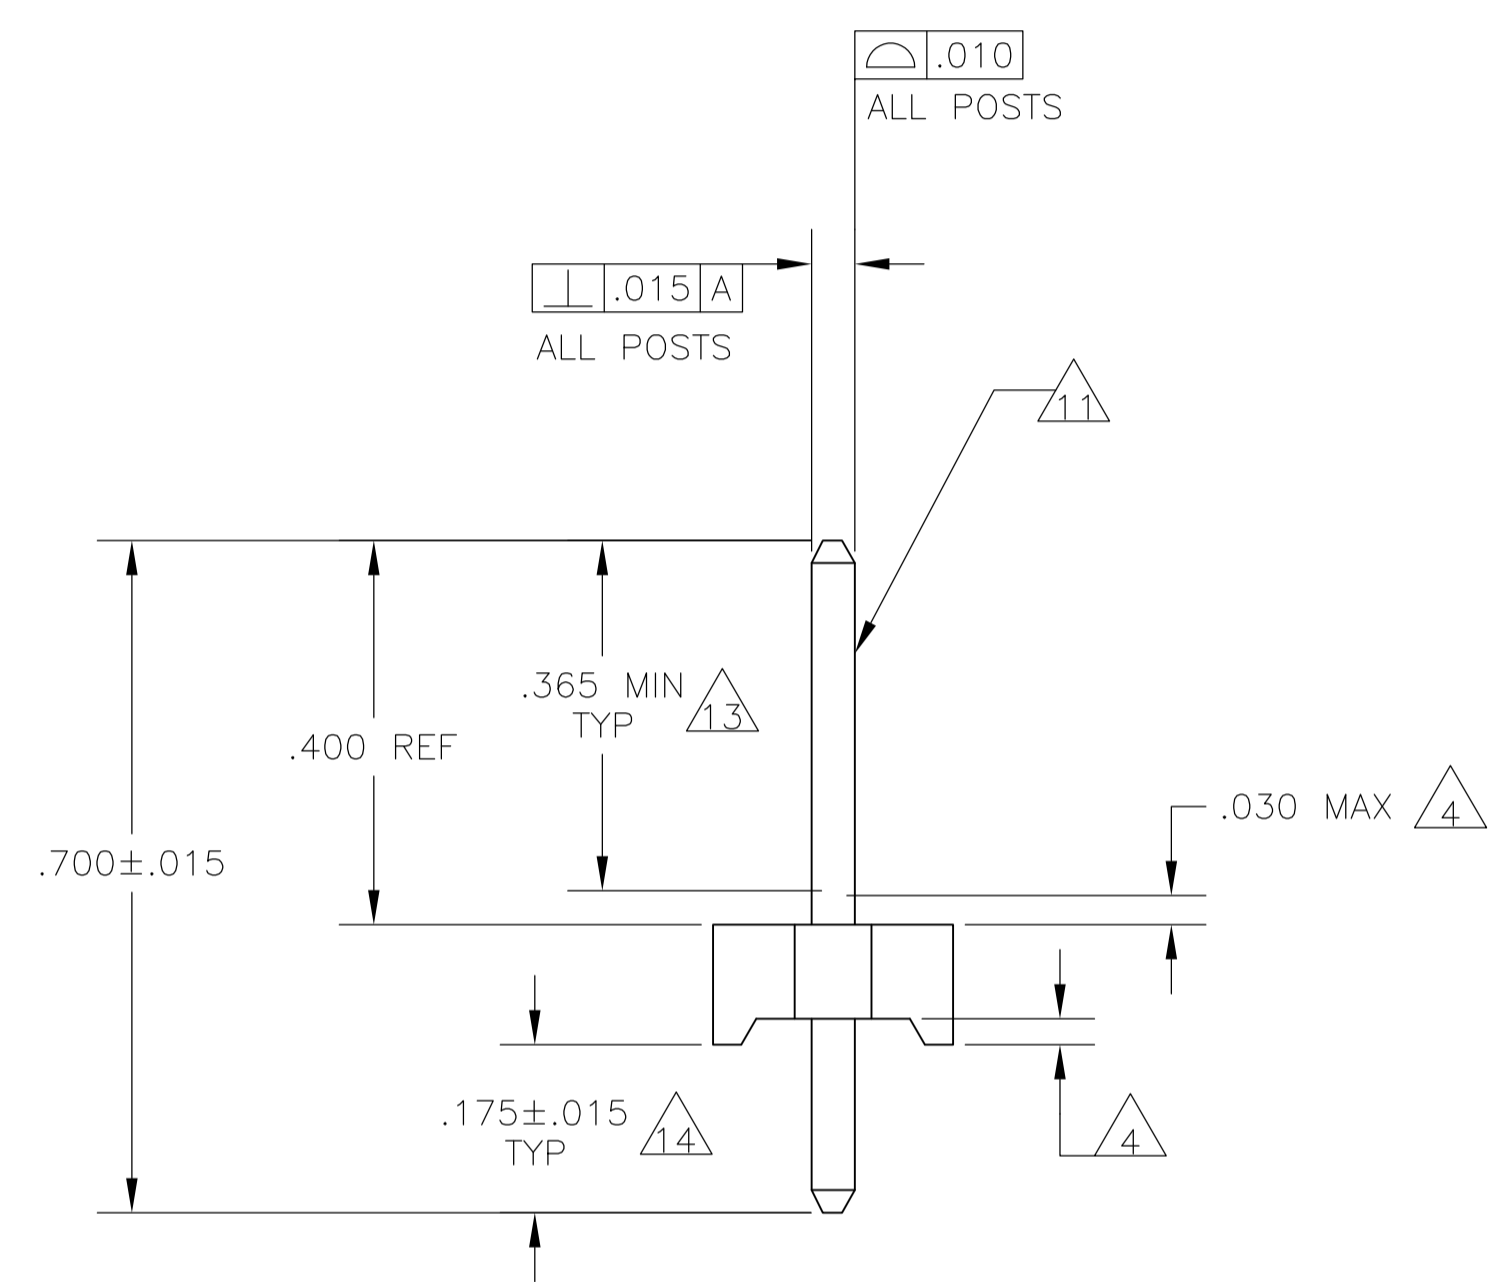 .010
ALL POSTS
.015 A
ALL POSTS
11
.365 MIN
TYP
13
.400 REF
.030 MAX
4
.700±.015
.175±.015
TYP
14
4